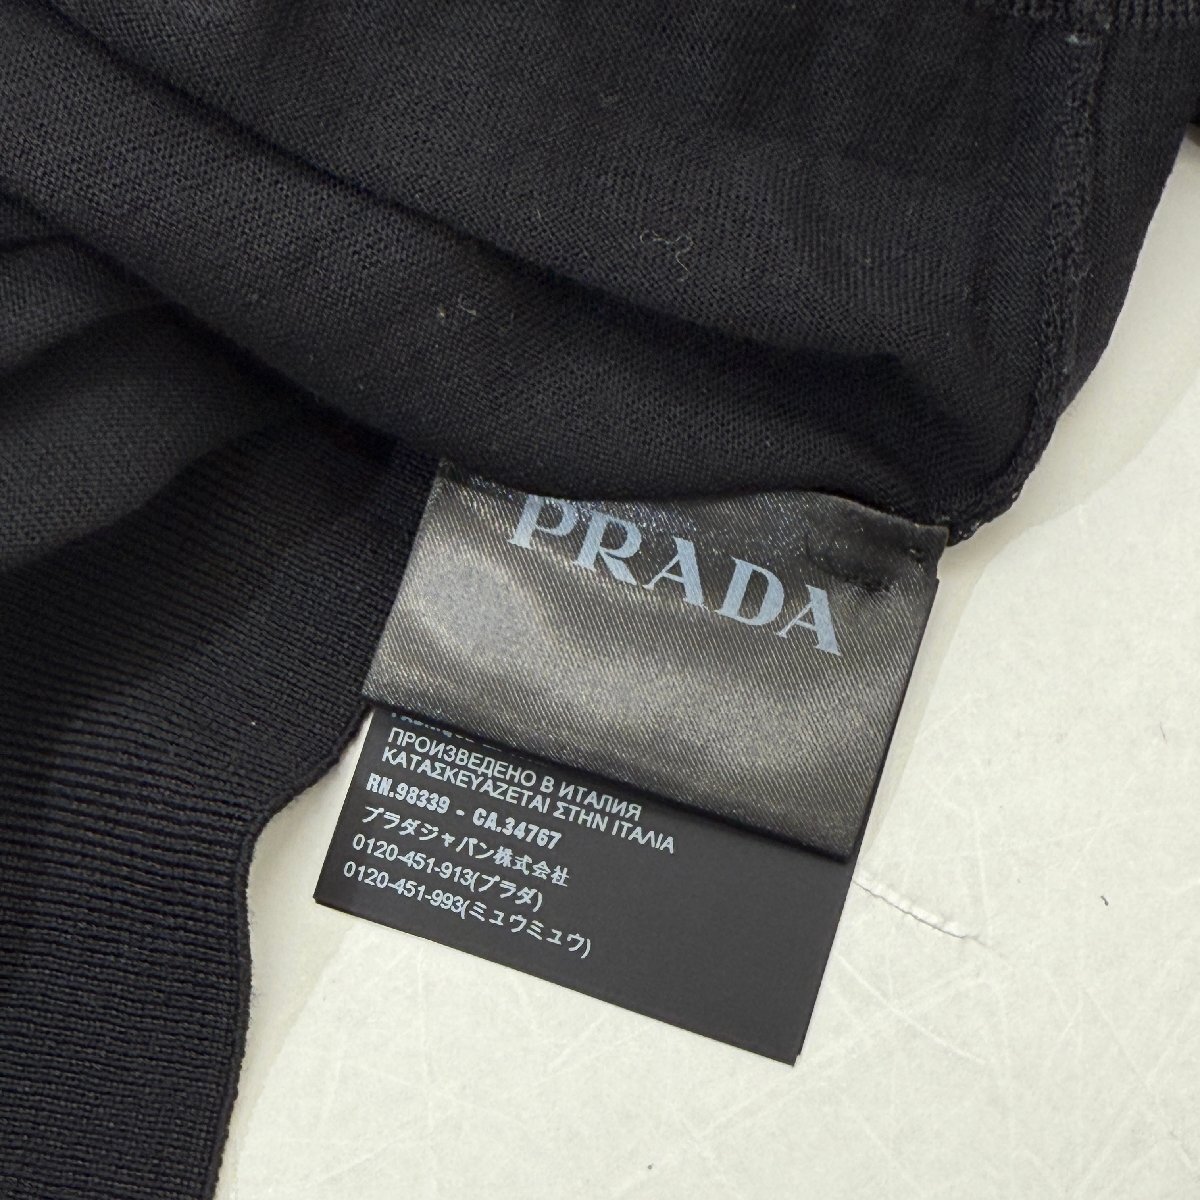 PRADA
ПРОИЗВЕДЕНО В ИТАЛИЯ
ΚΑΤΑΣΚΕΥΑΖΕΤΑΙ ΣΤΗΝ ΙΤΑΛΙΑ
RN.98339 - CA.34767
プラダジャパン株式会社
0120-451-913(プラダ)
0120-451-993(ミュウミュウ)